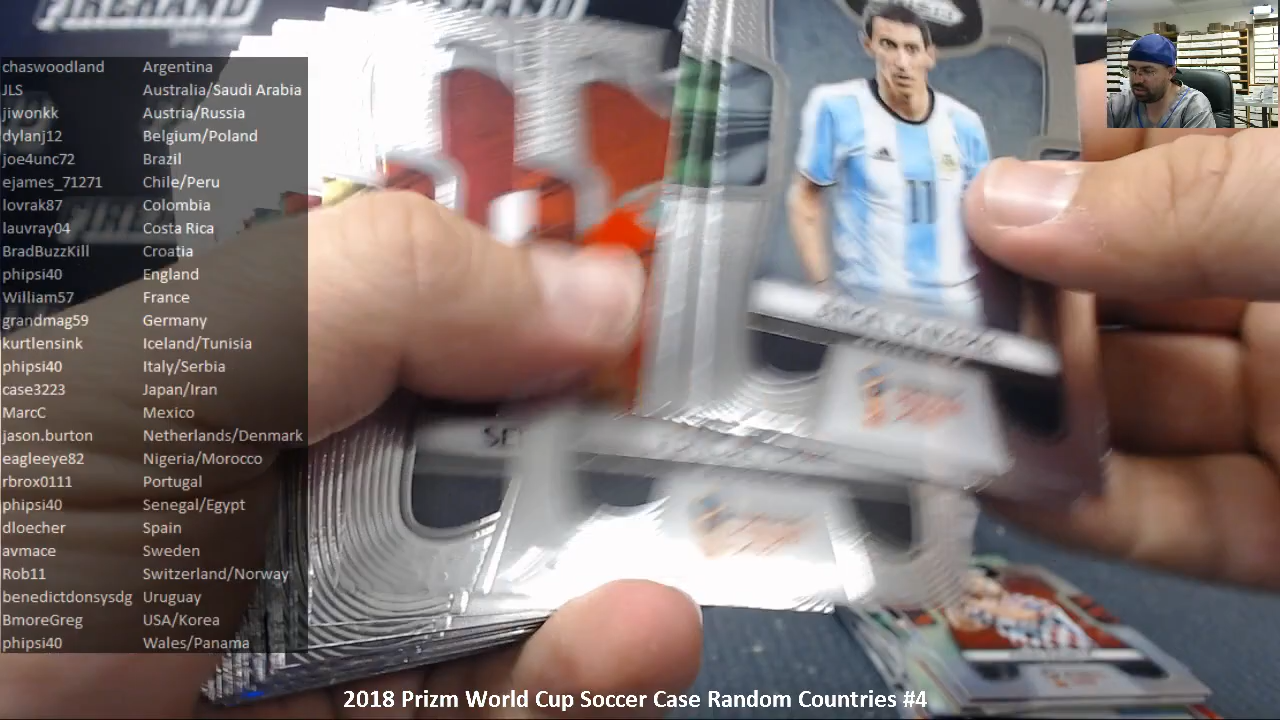 chaswoodland Argentina
JLS Australia/Saudi Arabia
jiwonkk Austria/Russia
dylanj12 Belgium/Poland
joe4unc72 Brazil
ejames_71271 Chile/Peru
lovrak87 Colombia
lauvray04 Costa Rica
BradBuzzKill Croatia
phipsi40 England
William57 France
grandmag59 Germany
kurtlensink Iceland/Tunisia
phipsi40 Italy/Serbia
case3223 Japan/Iran
MarcC Mexico
jason.burton Netherlands/Denmark
eagleeye82 Nigeria/Morocco
rbrox0111 Portugal
phipsi40 Senegal/Egypt
dloecher Spain
avmace Sweden
Rob11 Switzerland/Norway
benedictdonsysdg Uruguay
BmoreGreg USA/Korea
phipsi40 Wales/Panama
11
2018 Prizm World Cup Soccer Case Random Countries #4